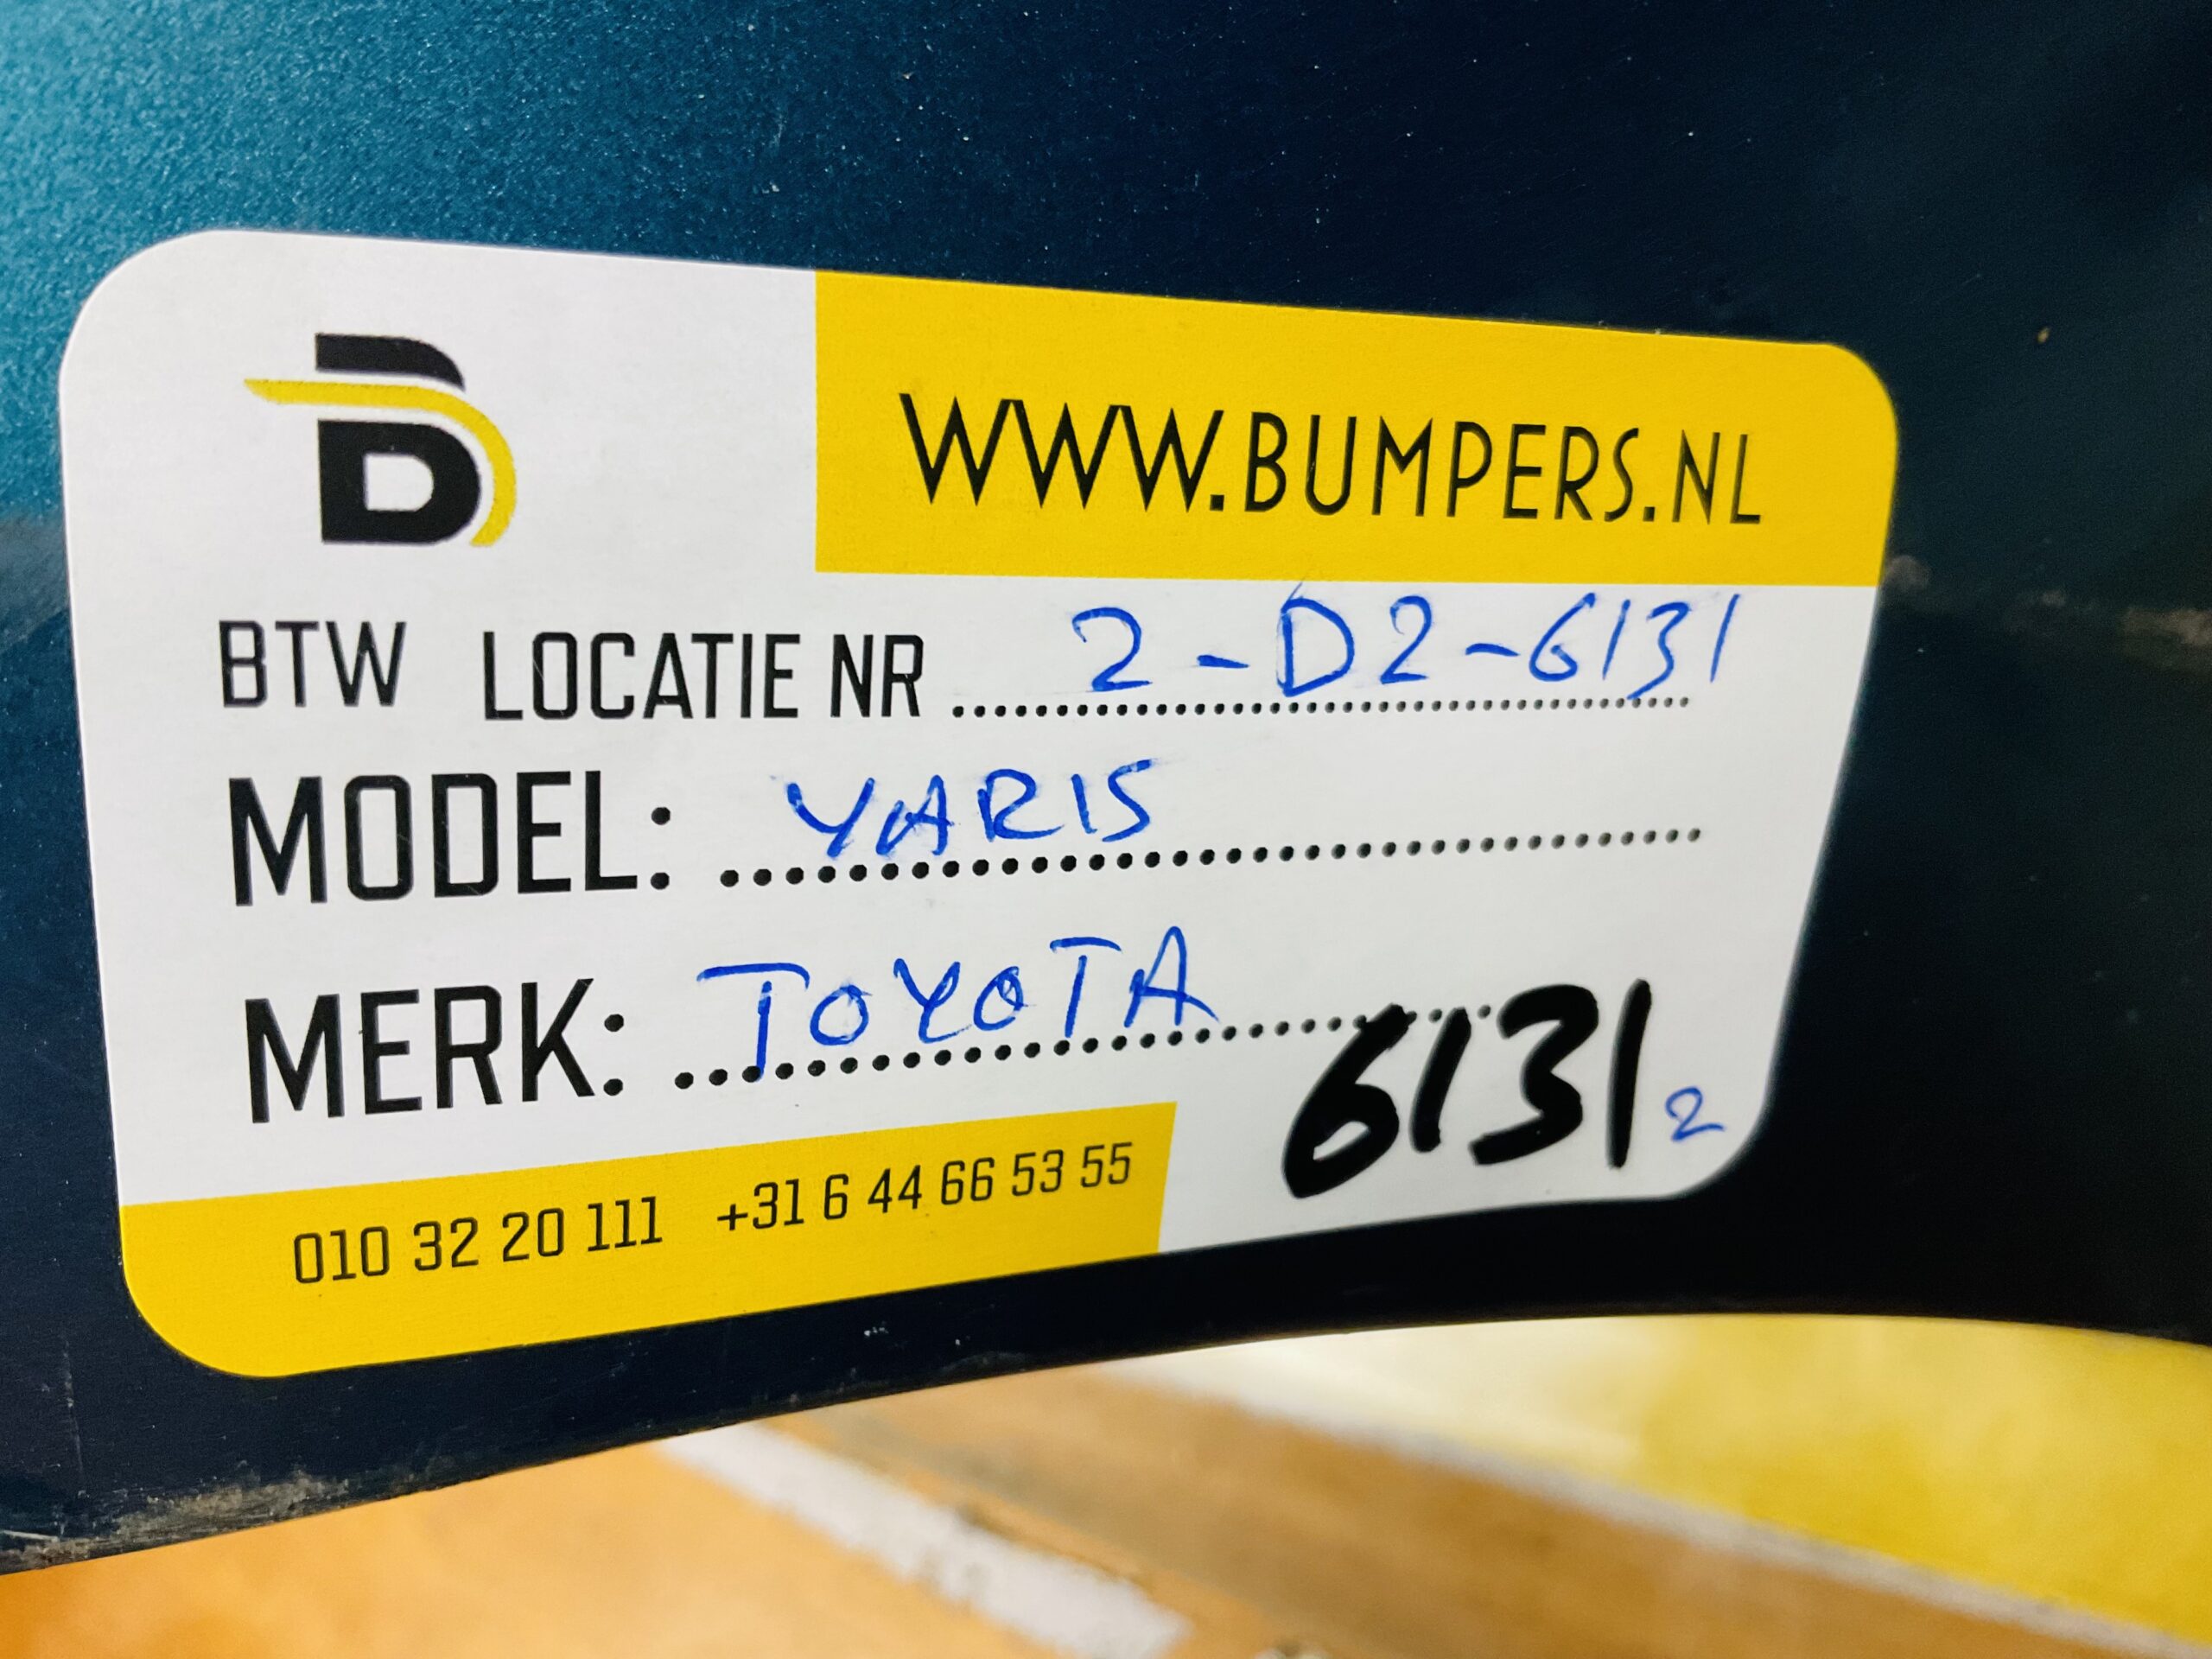 B
WWW.BUMPERS.NL
BTW LOCATIE NR 2-D2-6131
MODEL: YARIS
MERK: TOYOTA
6131 2
010 32 20 111 +31 6 44 66 53 55